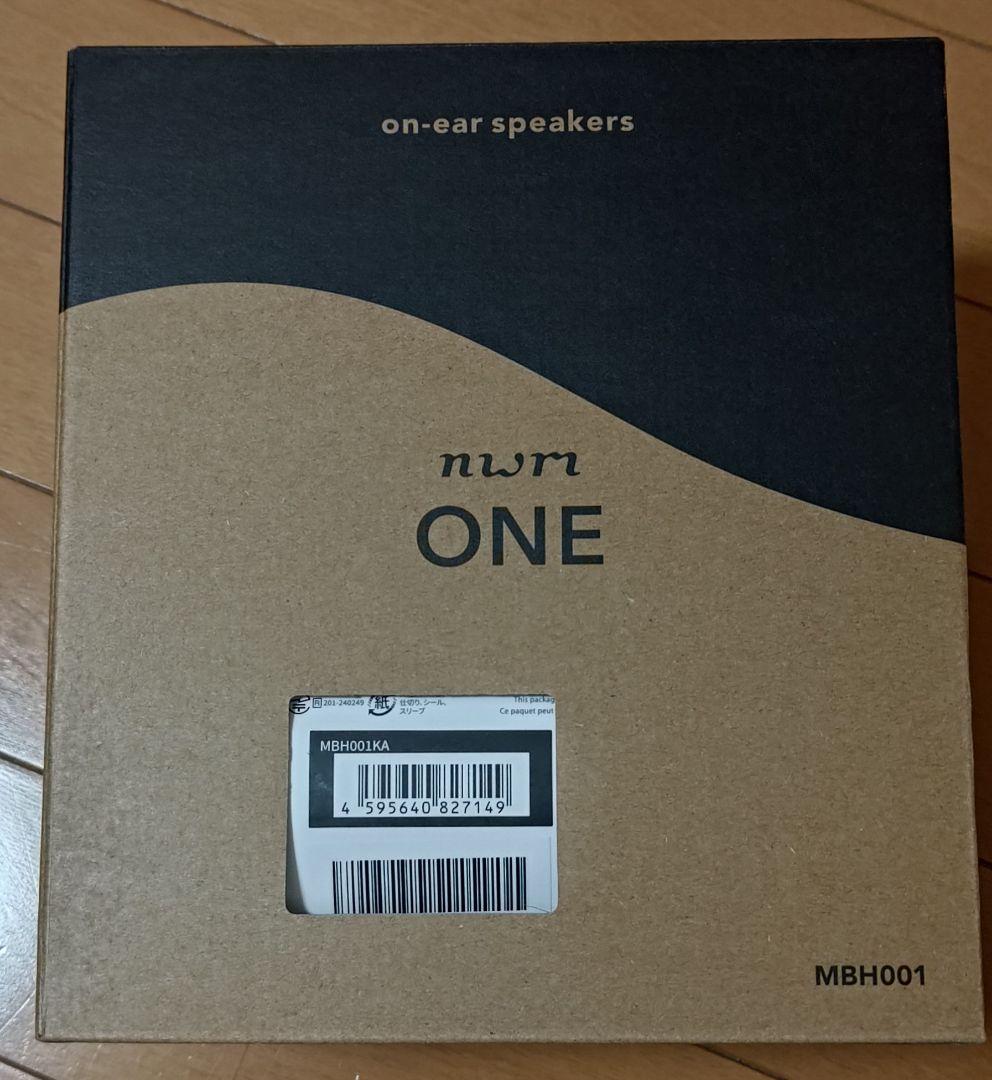 on-ear speakers
nwm
ONE
201-240249 紙 仕切り、シール、
スリーブ
This packag
Ce paquet peut
MBH001KA
4 595640 827149
MBH001